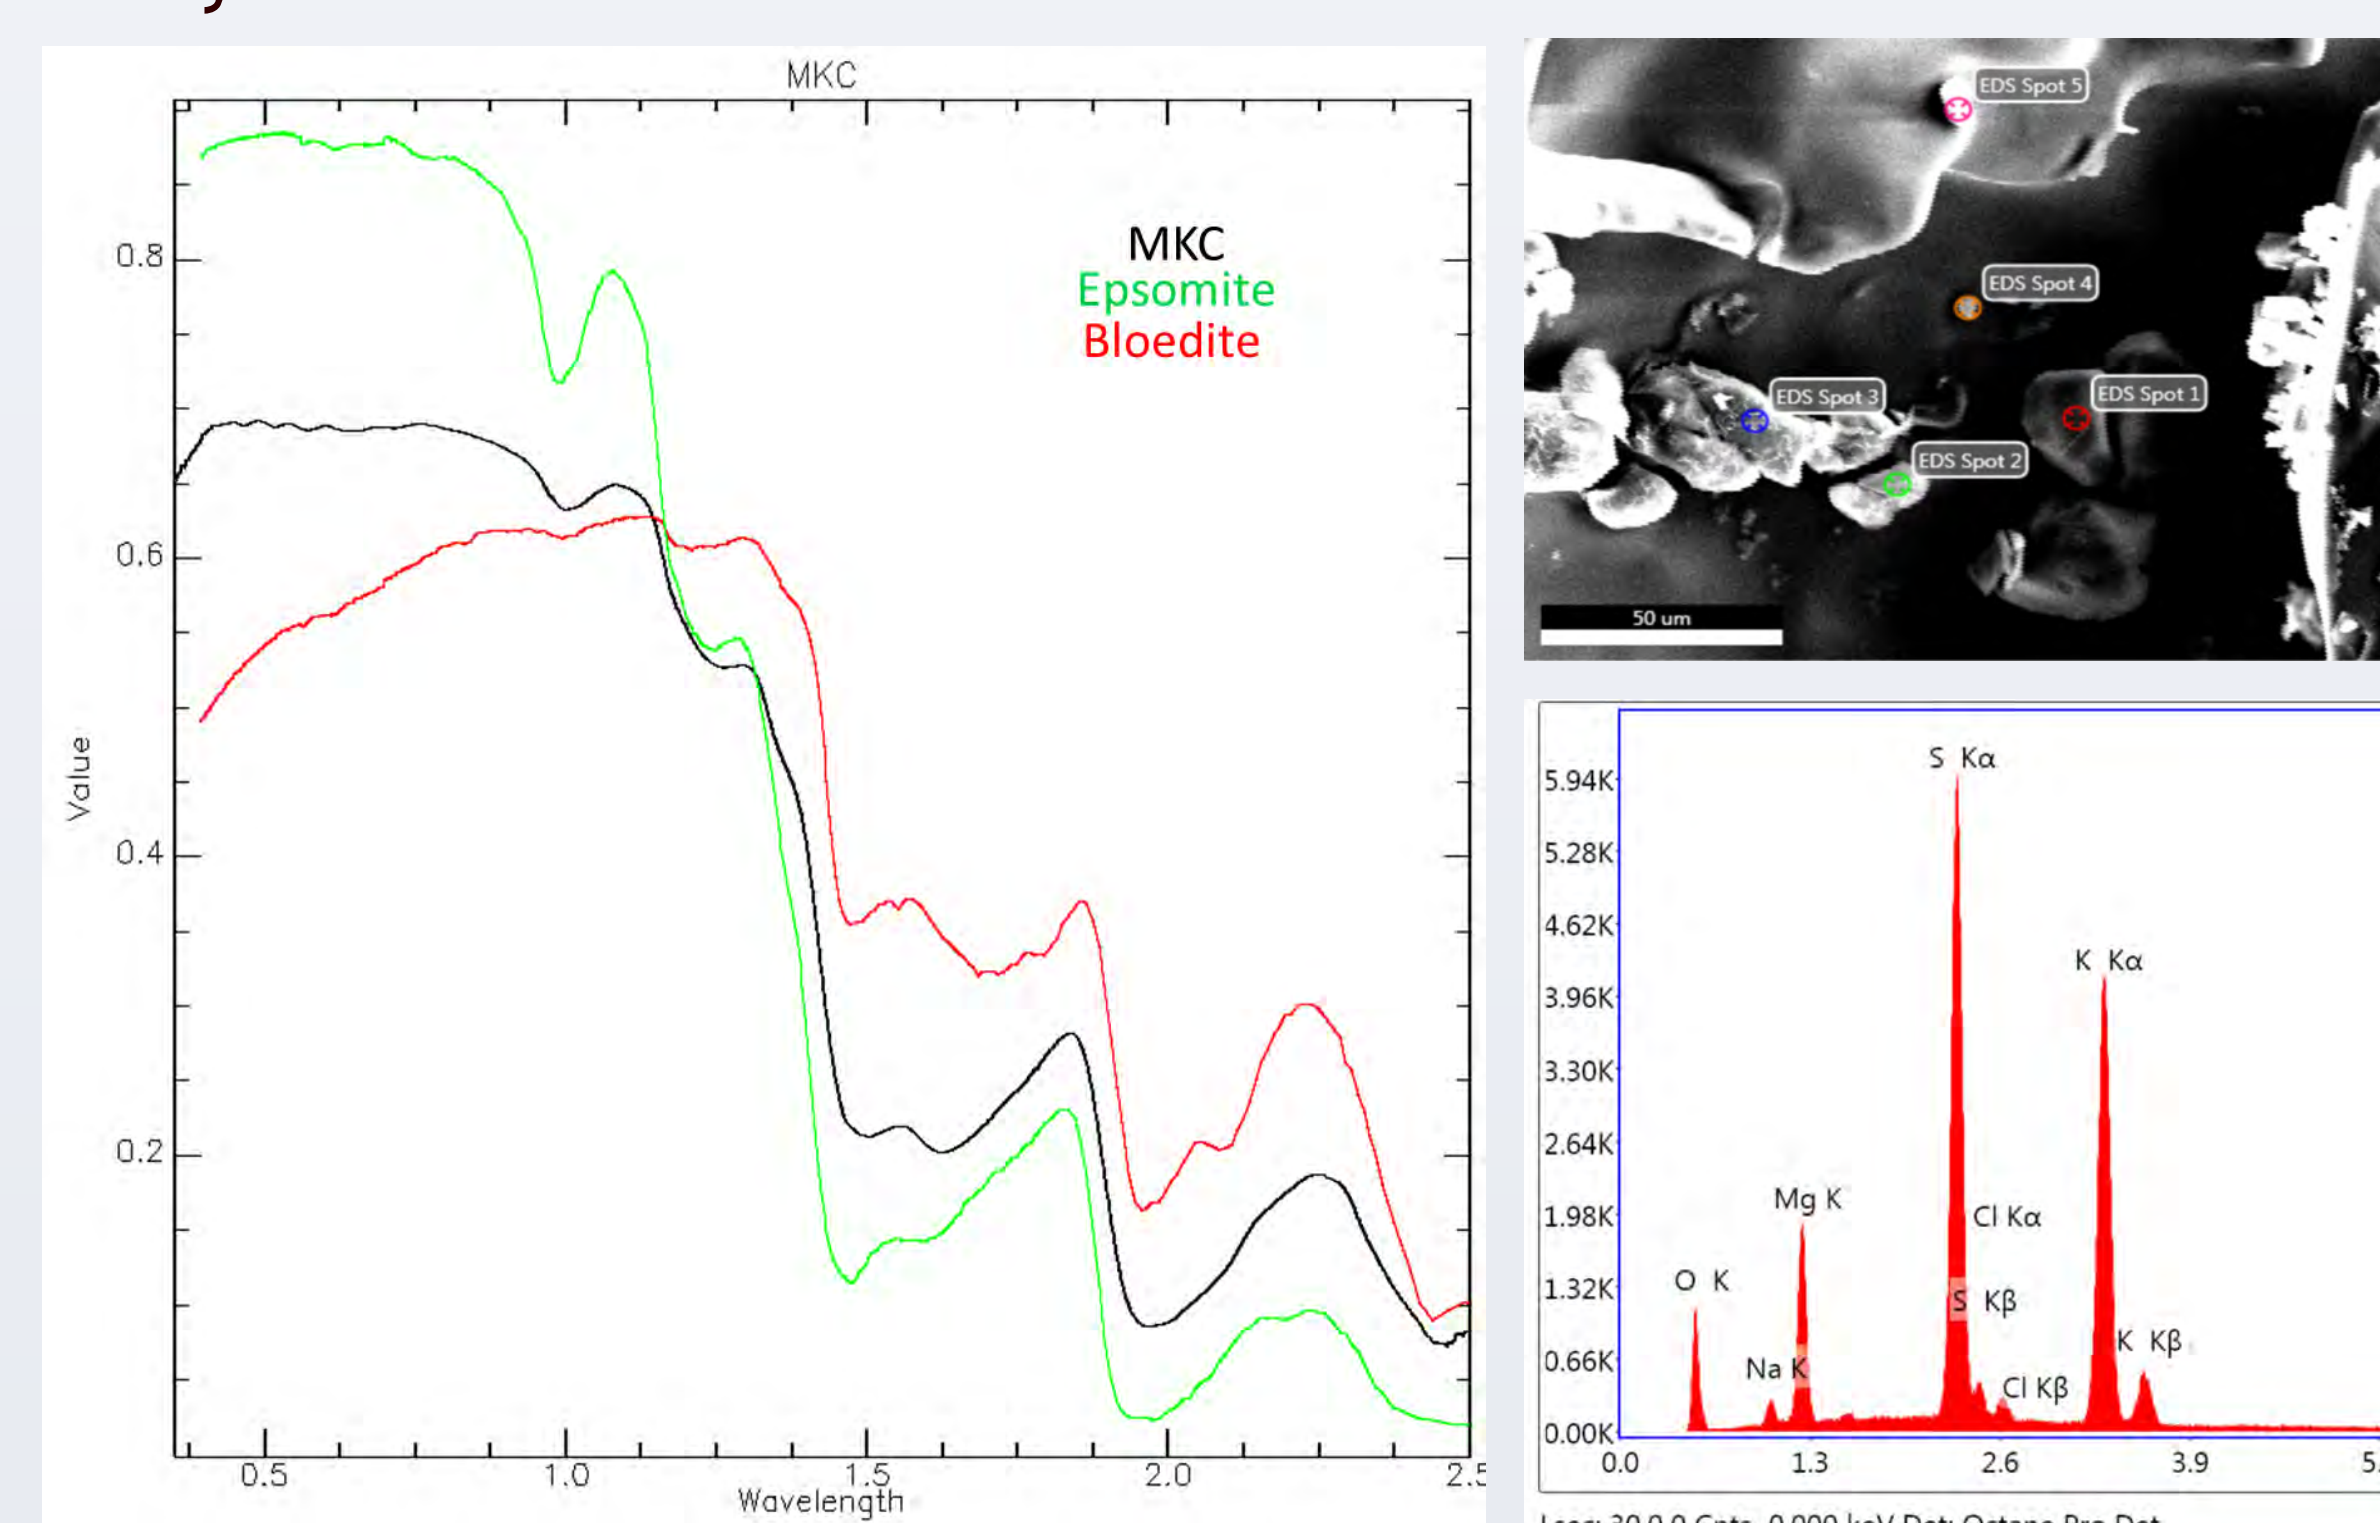 MKC
MKC
Epsomite
Bloedite
0.8
0.6
0.4
0.2
Value
0.5 1.0 1.5 2.0 2.5
Wavelength
EDS Spot 5
EDS Spot 4
EDS Spot 3
EDS Spot 1
EDS Spot 2
50 um
S Kα
5.94K
5.28K
4.62K
K Kα
3.96K
3.30K
2.64K
Mg K
1.98K
Cl Kα
O K
1.32K
S Kβ
K Kβ
0.66K
Na K
Cl Kβ
0.00K
0.0 1.3 2.6 3.9 5.